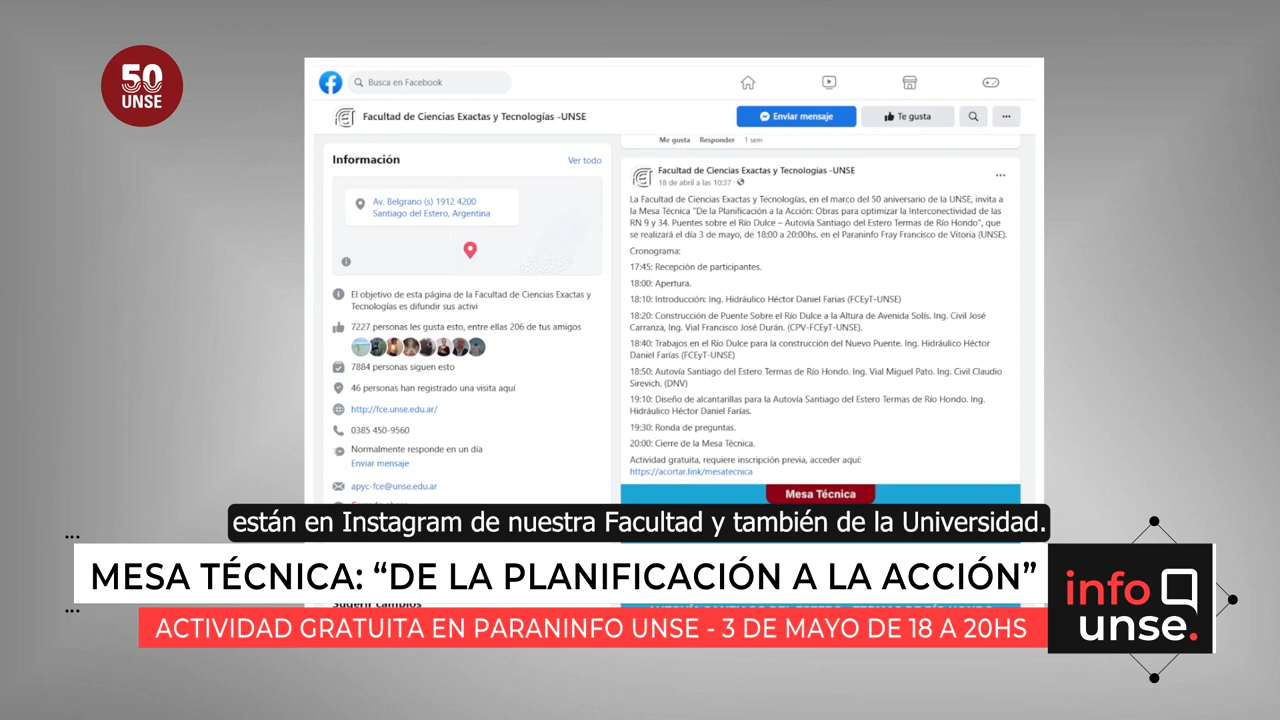 50
UNSE
Busca en Facebook
Facultad de Ciencias Exactas y Tecnologías -UNSE
Enviar mensaje
Te gusta
Información
Ver todo
Av. Belgrano (s) 1912 4200
Santiago del Estero, Argentina
El objetivo de esta página de la Facultad de Ciencias Exactas y
Tecnologías es difundir sus activi
7227 personas les gusta esto, entre ellas 206 de tus amigos
7884 personas siguen esto
46 personas han registrado una visita aquí
http://fce.unse.edu.ar/
0385 450-9560
Normalmente responde en un día
Enviar mensaje
apyc-fce@unse.edu.ar
Sugerir cambios
Me gusta Responder 1 sem
Facultad de Ciencias Exactas y Tecnologías -UNSE
18 de abril a las 10:37 ·
La Facultad de Ciencias Exactas y Tecnologías, en el marco del 50 aniversario de la UNSE, invita a
la Mesa Técnica "De la Planificación a la Acción: Obras para optimizar la Interconectividad de las
RN 9 y 34. Puentes sobre el Río Dulce – Autovía Santiago del Estero Termas de Río Hondo", que
se realizará el día 3 de mayo, de 18:00 a 20:00hs. en el Paraninfo Fray Francisco de Vitoria (UNSE).
Cronograma:
17:45: Recepción de participantes.
18:00: Apertura.
18:10: Introducción: Ing. Hidráulico Héctor Daniel Farias (FCEyT-UNSE)
18:20: Construcción de Puente Sobre el Río Dulce a la Altura de Avenida Solís. Ing. Civil José
Carranza, Ing. Vial Francisco José Durán. (CPV-FCEyT-UNSE).
18:40: Trabajos en el Río Dulce para la construcción del Nuevo Puente. Ing. Hidráulico Héctor
Daniel Farías (FCEyT-UNSE)
18:50: Autovía Santiago del Estero Termas de Río Hondo. Ing. Vial Miguel Pato. Ing. Civil Claudio
Sirevich. (DNV)
19:10: Diseño de alcantarillas para la Autovía Santiago del Estero Termas de Río Hondo. Ing.
Hidráulico Héctor Daniel Farías.
19:30: Ronda de preguntas.
20:00: Cierre de la Mesa Técnica.
Actividad gratuita, requiere inscripción previa, acceder aquí:
https://acortar.link/mesatecnica
Mesa Técnica
están en Instagram de nuestra Facultad y también de la Universidad.
MESA TÉCNICA: “DE LA PLANIFICACIÓN A LA ACCIÓN”
ACTIVIDAD GRATUITA EN PARANINFO UNSE - 3 DE MAYO DE 18 A 20HS
info
unse.